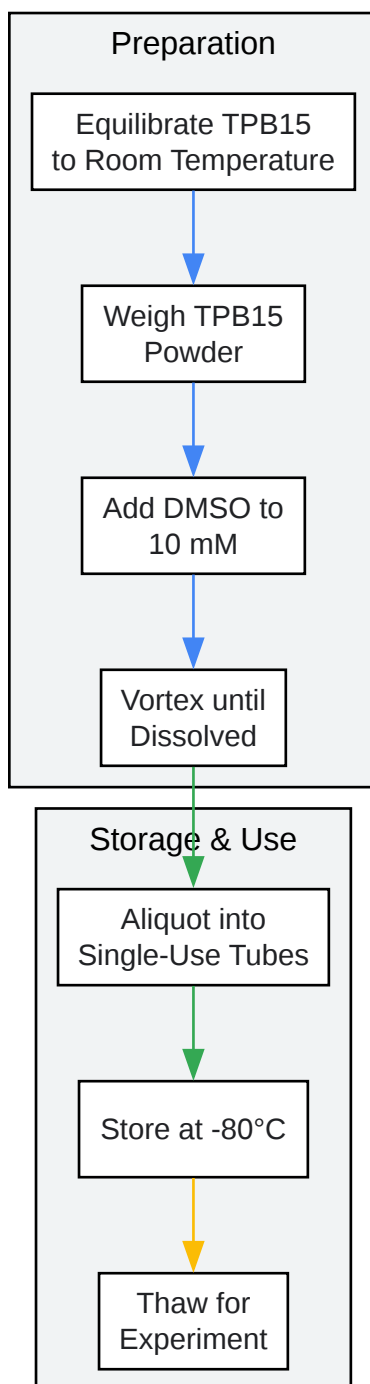 Preparation
Equilibrate TPB15
to Room Temperature
Weigh TPB15
Powder
Add DMSO to
10 mM
Vortex until
Dissolved
Storage & Use
Aliquot into
Single-Use Tubes
Store at -80°C
Thaw for
Experiment